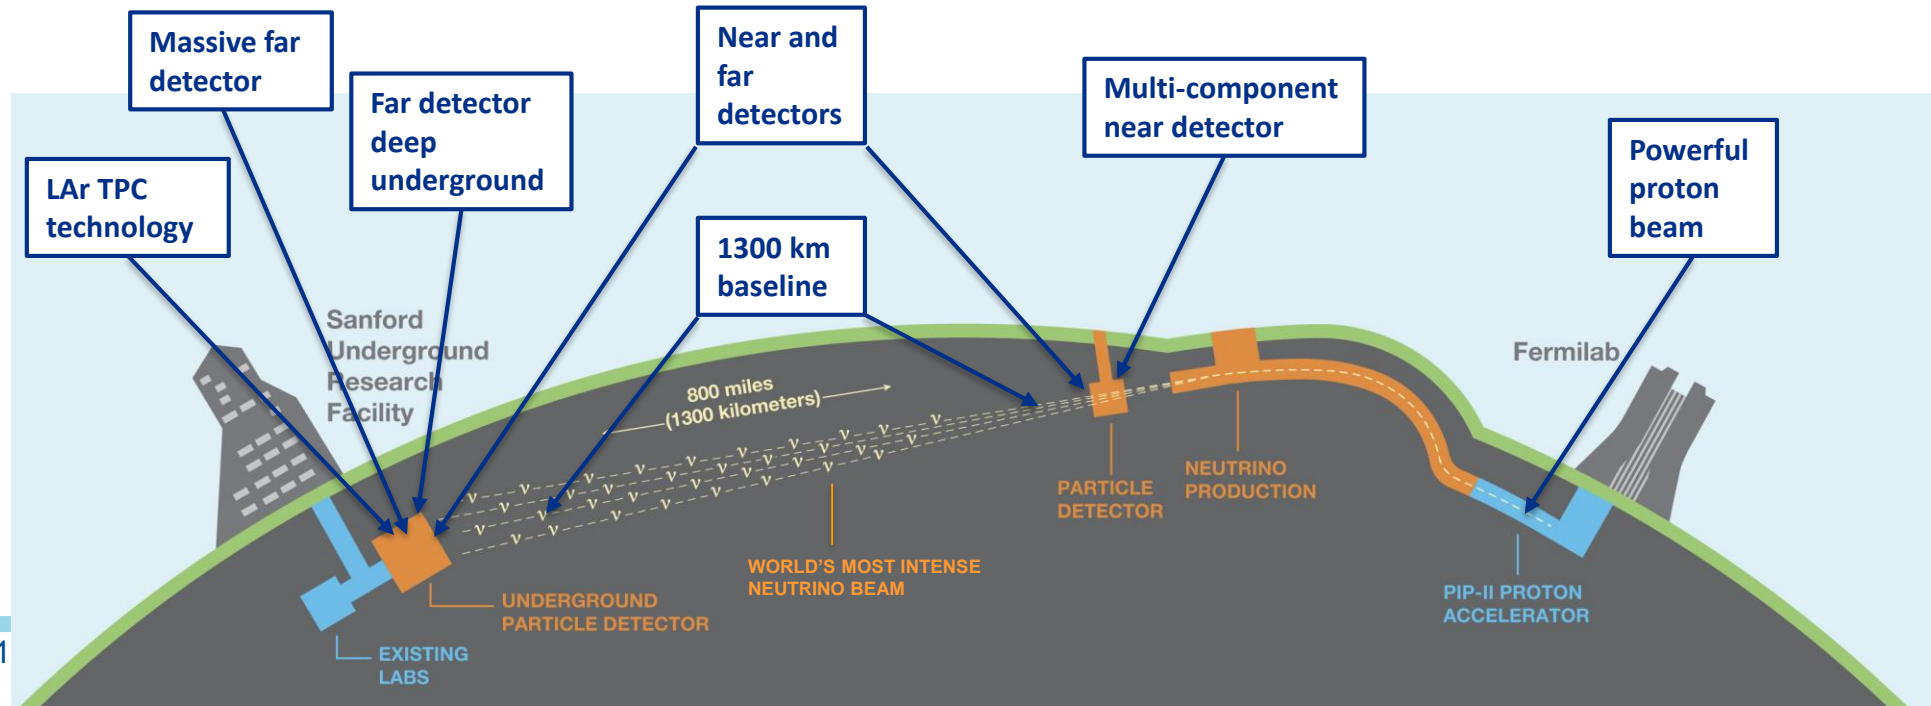 Massive far
detector
Far detector
deep
underground
Near and
far
detectors
Multi-component
near detector
Powerful
proton
beam
LAr TPC
technology
1300 km
baseline
Sanford
Underground
Research
Facility
800 miles
(1300 kilometers)
Fermilab
ν ν ν ν ν ν ν ν
ν ν ν ν ν ν ν ν
ν ν ν ν ν ν ν ν
ν ν ν ν ν ν ν ν
PARTICLE
DETECTOR
NEUTRINO
PRODUCTION
WORLD'S MOST INTENSE
NEUTRINO BEAM
PIP-II PROTON
ACCELERATOR
UNDERGROUND
PARTICLE DETECTOR
EXISTING
LABS
1